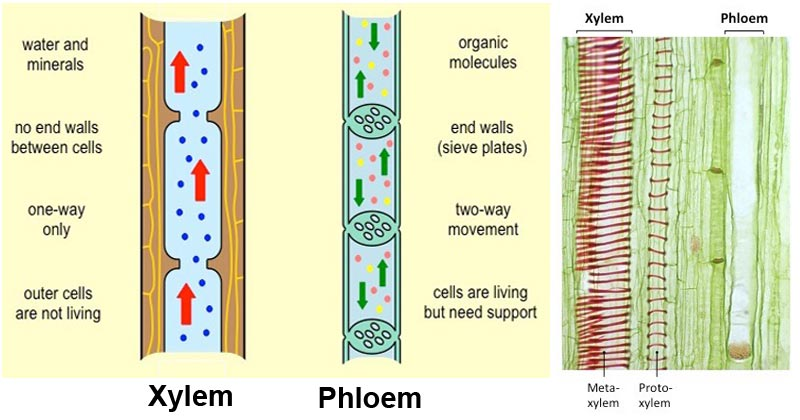 water and
minerals
no end walls
between cells
one-way
only
outer cells
are not living
organic
molecules
end walls
(sieve plates)
two-way
movement
cells are living
but need support
Xylem
Phloem
Xylem
Phloem
Meta-
xylem
Proto-
xylem